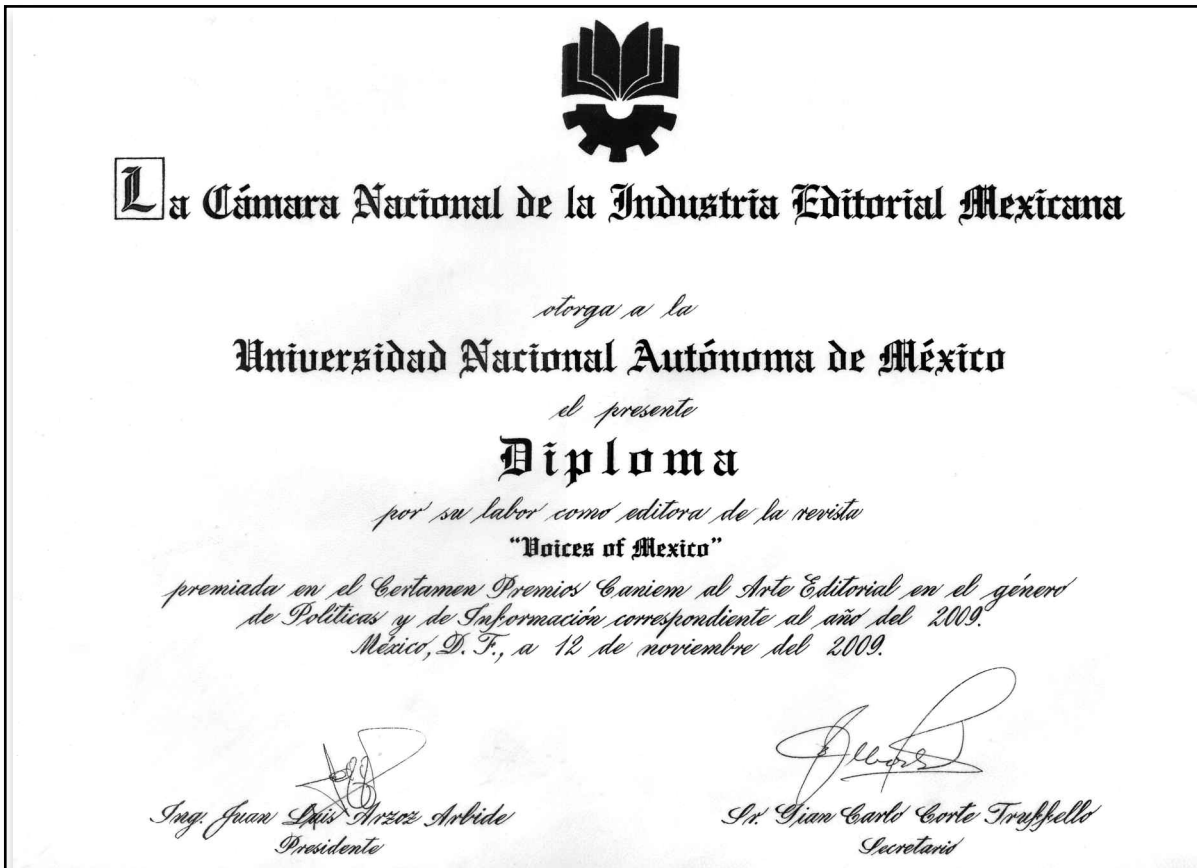 La Cámara Nacional de la Industria Editorial Mexicana
otorga a la
Universidad Nacional Autónoma de México
el presente
Diploma
por su labor como editora de la revista
"Voices of Mexico"
premiada en el Certamen Premios Caniem al Arte Editorial en el género
de Políticas y de Información correspondiente al año del 2009.
México, D. F., a 12 de noviembre del 2009.
Ing. Juan Luis Arzoz Arbide
Presidente
Sr. Gian Carlo Corte Truffello
Secretario